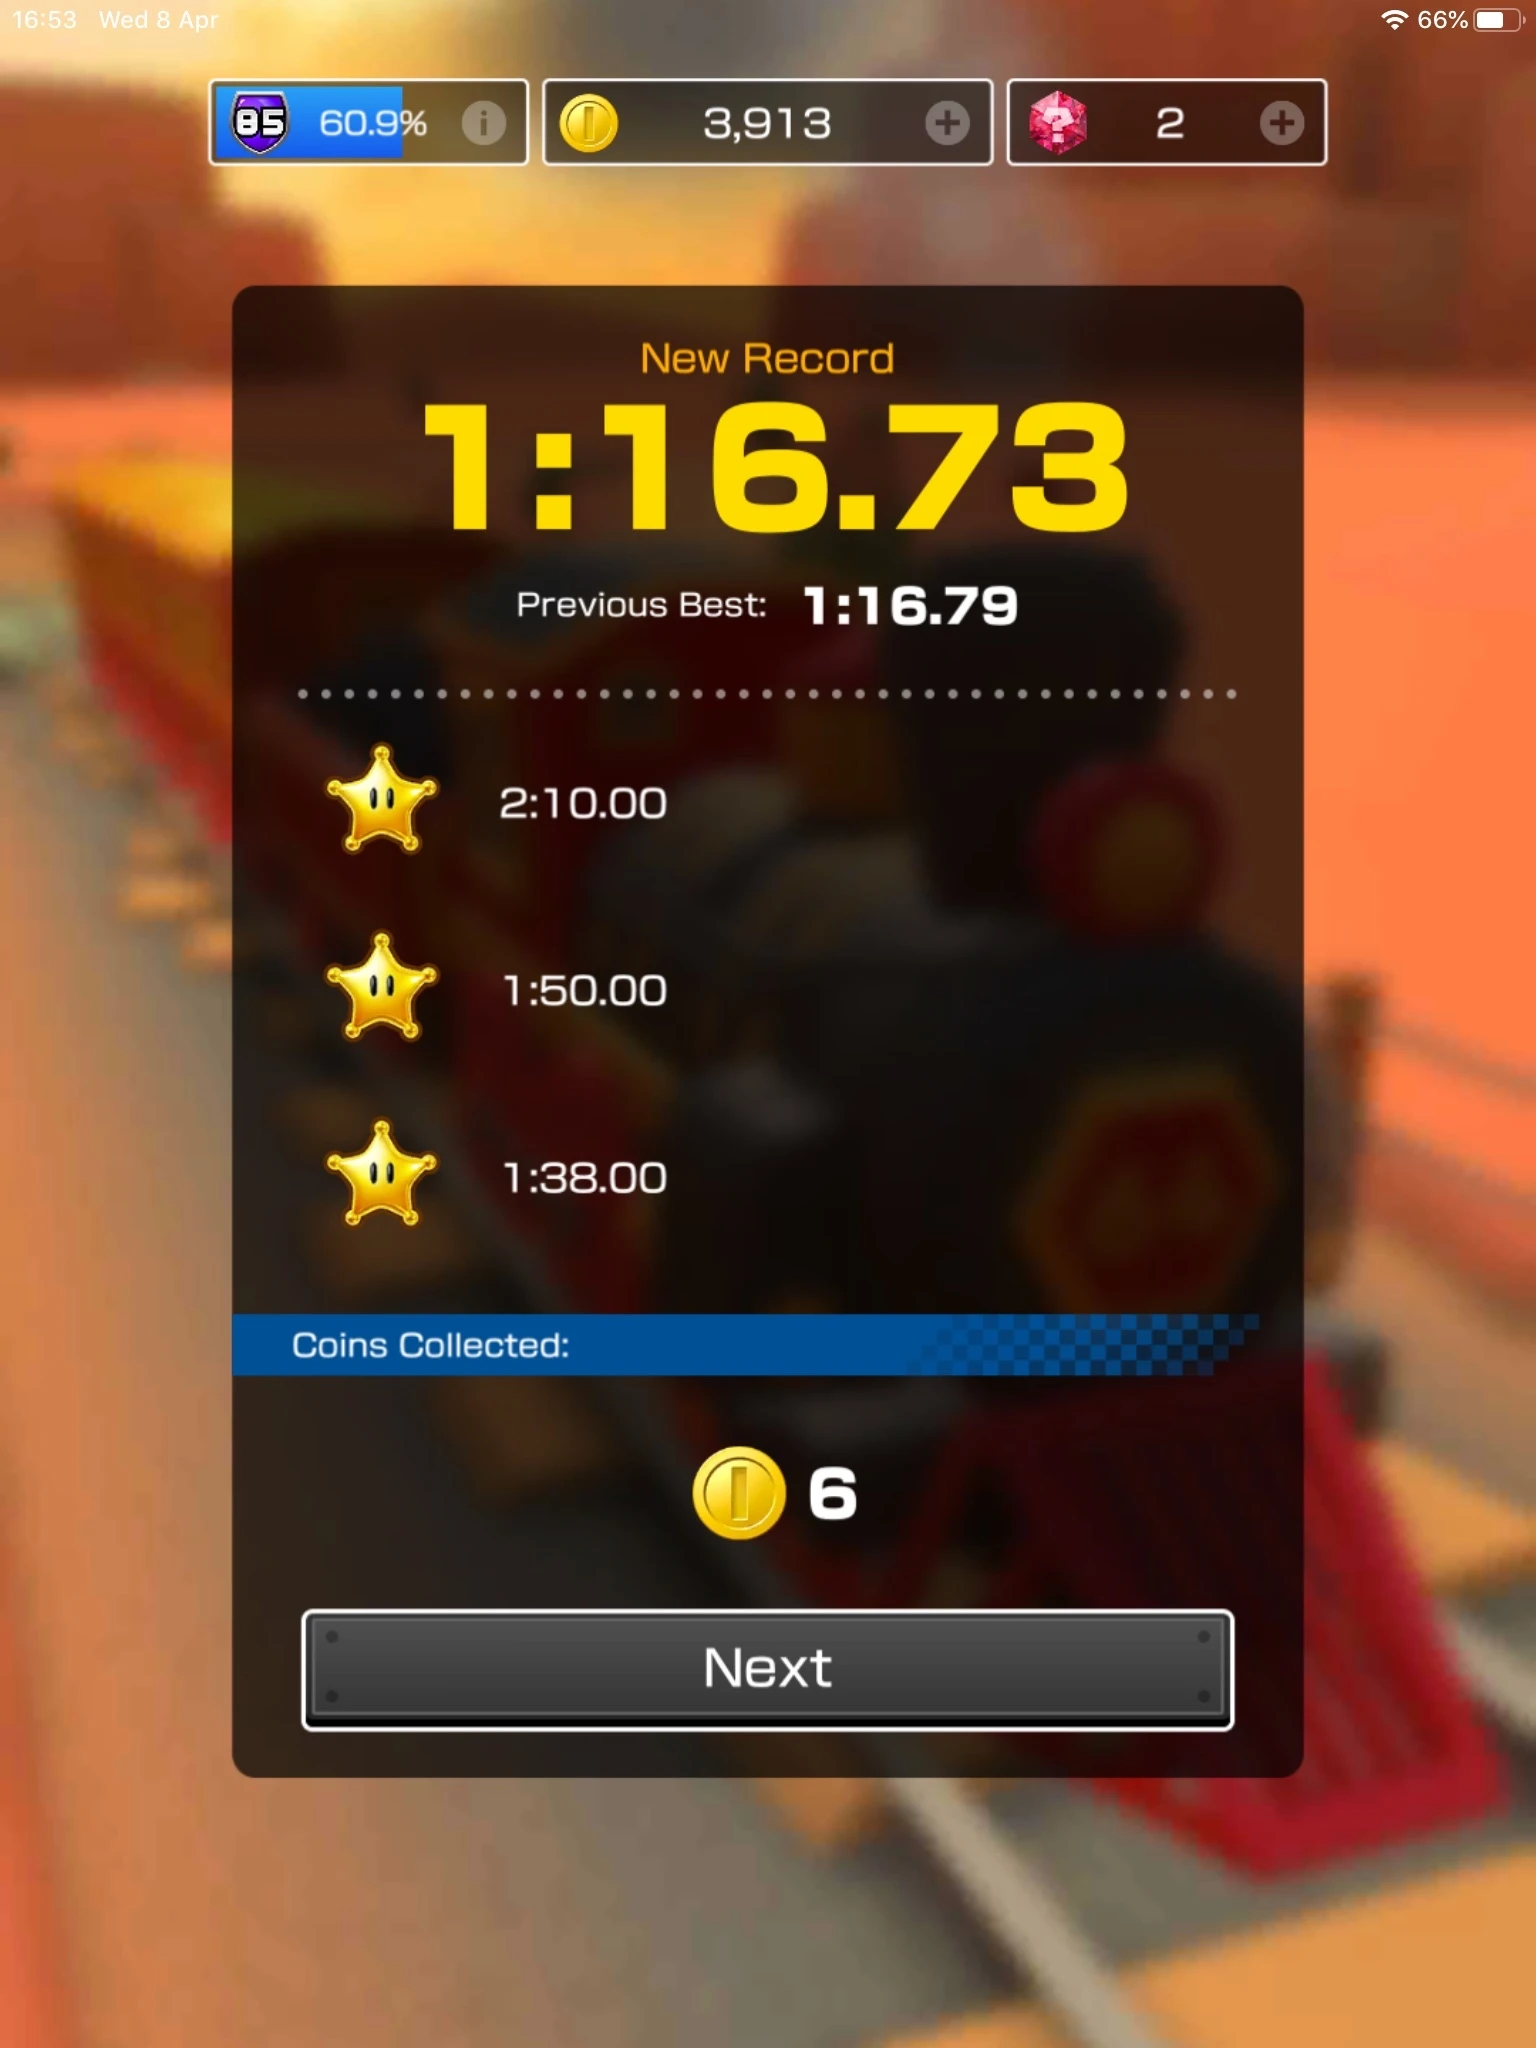 16:53 Wed 8 Apr 66%
85 60.9% i 3,913 + ? 2 +
New Record
1:16.73
Previous Best: 1:16.79
2:10.00
1:50.00
1:38.00
Coins Collected:
6
Next